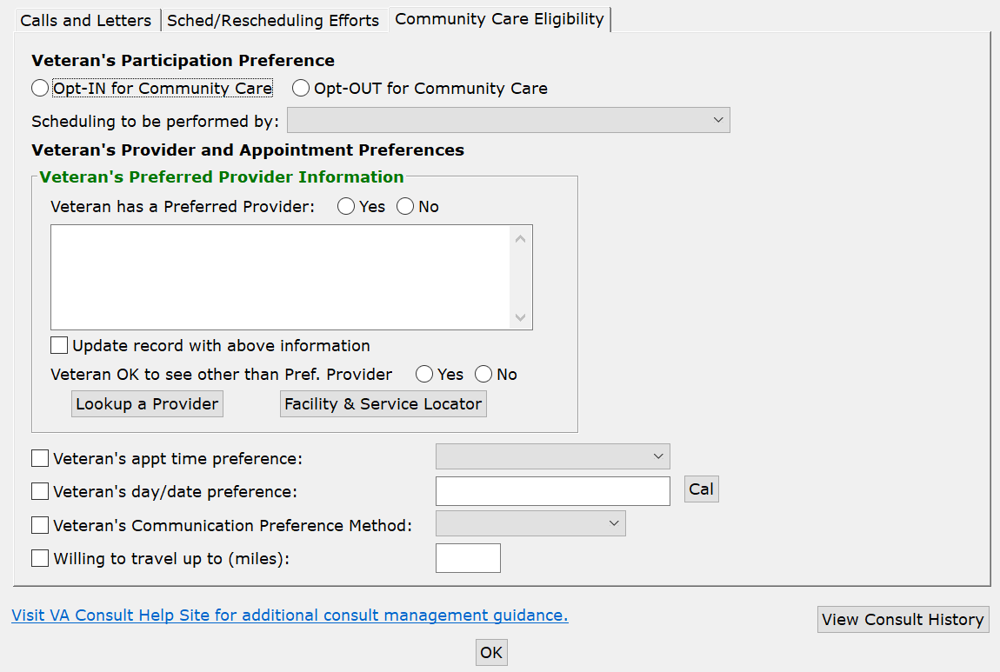 Calls and Letters Sched/Rescheduling Efforts Community Care Eligibility
Veteran's Participation Preference
Opt-IN for Community Care Opt-OUT for Community Care
Scheduling to be performed by:
Veteran's Provider and Appointment Preferences
Veteran's Preferred Provider Information
Veteran has a Preferred Provider: Yes No
Update record with above information
Veteran OK to see other than Pref. Provider Yes No
Lookup a Provider Facility & Service Locator
Veteran's appt time preference:
Veteran's day/date preference: Cal
Veteran's Communication Preference Method:
Willing to travel up to (miles):
Visit VA Consult Help Site for additional consult management guidance.
View Consult History
OK